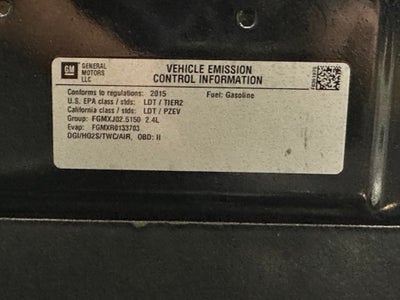 GM
GENERAL
MOTORS
LLC
VEHICLE EMISSION
CONTROL INFORMATION
Conforms to regulations: 2015 Fuel: Gasoline
U.S. EPA class / stds: LDT / TIER2
California class / stds: LDT / PZEV
Group: FGMXJ02.5150 2.4L
Evap: FGMXR0133703
DGI/HO2S/TWC/AIR, OBD: II